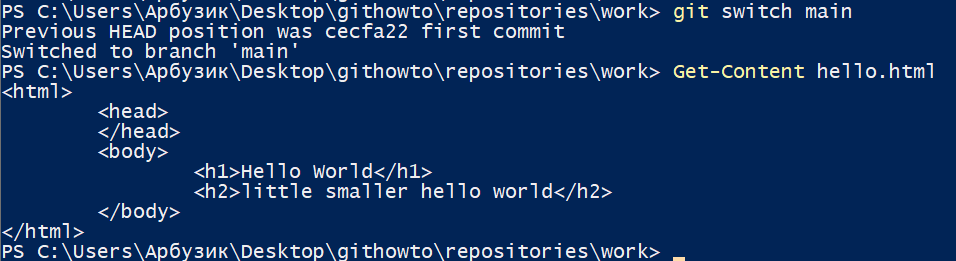 PS C:\Users\Арбузик\Desktop\githowto\repositories\work> git switch main
Previous HEAD position was cecfa22 first commit
Switched to branch 'main'
PS C:\Users\Арбузик\Desktop\githowto\repositories\work> Get-Content hello.html
<html>
        <head>
        </head>
        <body>
                <h1>Hello World</h1>
                <h2>little smaller hello world</h2>
        </body>
</html>
PS C:\Users\Арбузик\Desktop\githowto\repositories\work>